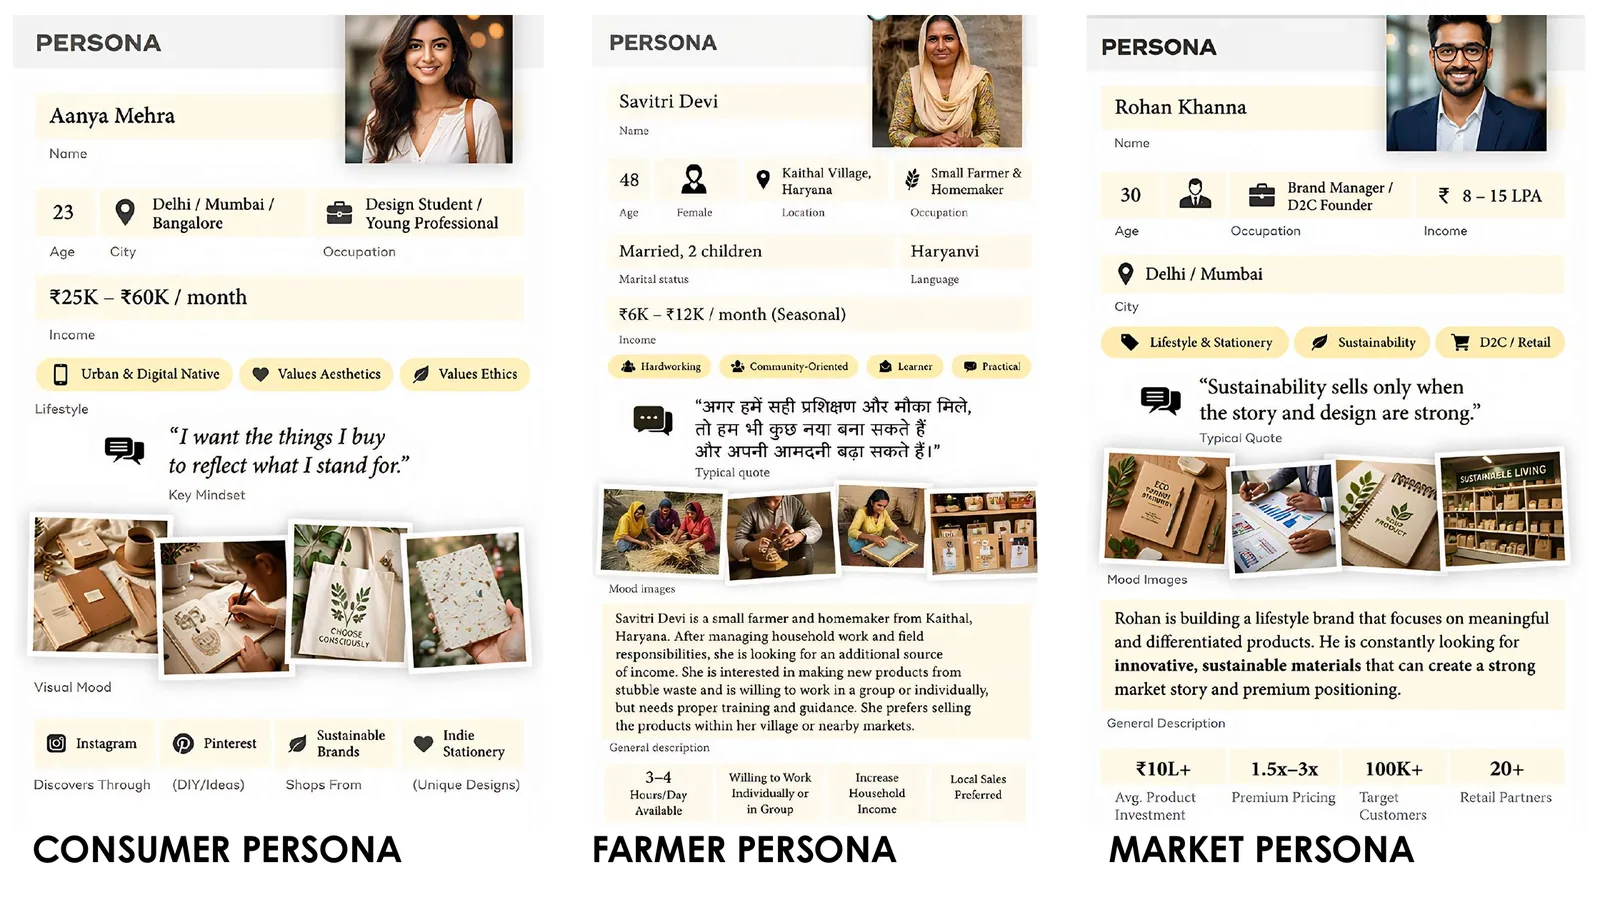 PERSONA
Aanya Mehra
Name
23
Age
Delhi / Mumbai /
Bangalore
City
Design Student /
Young Professional
Occupation
₹25K – ₹60K / month
Income
Urban & Digital Native
Values Aesthetics
Values Ethics
Lifestyle
“I want the things I buy
to reflect what I stand for.”
Key Mindset
CHOOSE
CONSCIOUSLY
Visual Mood
Instagram
Discovers Through
Pinterest
(DIY/Ideas)
Sustainable
Brands
Shops From
Indie
Stationery
(Unique Designs)
CONSUMER PERSONA
PERSONA
Savitri Devi
Name
48
Age
Female
Kaithal Village,
Haryana
Location
Small Farmer &
Homemaker
Occupation
Married, 2 children
Marital status
Haryanvi
Language
₹6K – ₹12K / month (Seasonal)
Income
Hardworking
Community-Oriented
Learner
Practical
“अगर हमें सही प्रशिक्षण और मौका मिले,
तो हम भी कुछ नया बना सकते हैं
और अपनी आमदनी बढ़ा सकते हैं।”
Typical quote
Mood images
Savitri Devi is a small farmer and homemaker from Kaithal,
Haryana. After managing household work and field
responsibilities, she is looking for an additional source
of income. She is interested in making new products from
stubble waste and is willing to work in a group or individually,
but needs proper training and guidance. She prefers selling
the products within her village or nearby markets.
General description
3–4
Hours/Day
Available
Willing to Work
Individually or
in Group
Increase
Household
Income
Local Sales
Preferred
FARMER PERSONA
PERSONA
Rohan Khanna
Name
30
Age
Brand Manager /
D2C Founder
Occupation
₹ 8 – 15 LPA
Income
Delhi / Mumbai
City
Lifestyle & Stationery
Sustainability
D2C / Retail
“Sustainability sells only when
the story and design are strong.”
Typical Quote
ECO
PRODUCT
SUSTAINABLE LIVING
Mood Images
Rohan is building a lifestyle brand that focuses on meaningful
and differentiated products. He is constantly looking for
innovative, sustainable materials that can create a strong
market story and premium positioning.
General Description
₹10L+
Avg. Product
Investment
1.5x–3x
Premium Pricing
100K+
Target
Customers
20+
Retail Partners
MARKET PERSONA